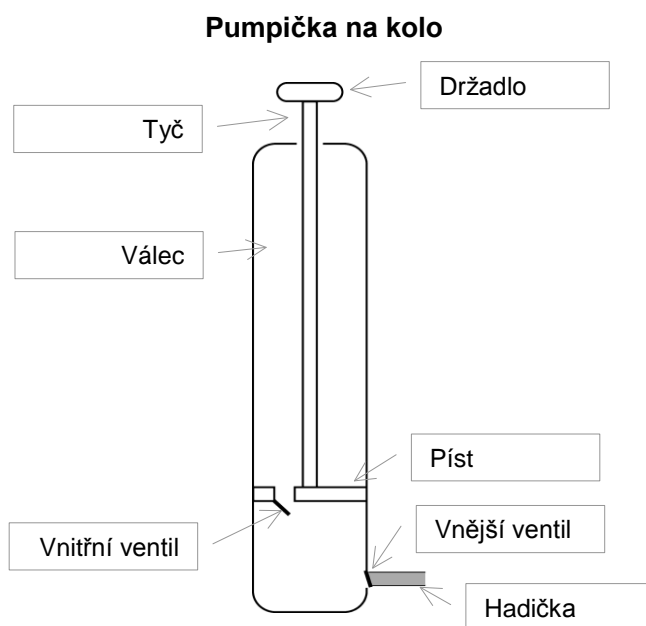 Pumpička na kolo
Držadlo
Tyč
Válec
Píst
Vnitřní ventil
Vnější ventil
Hadička